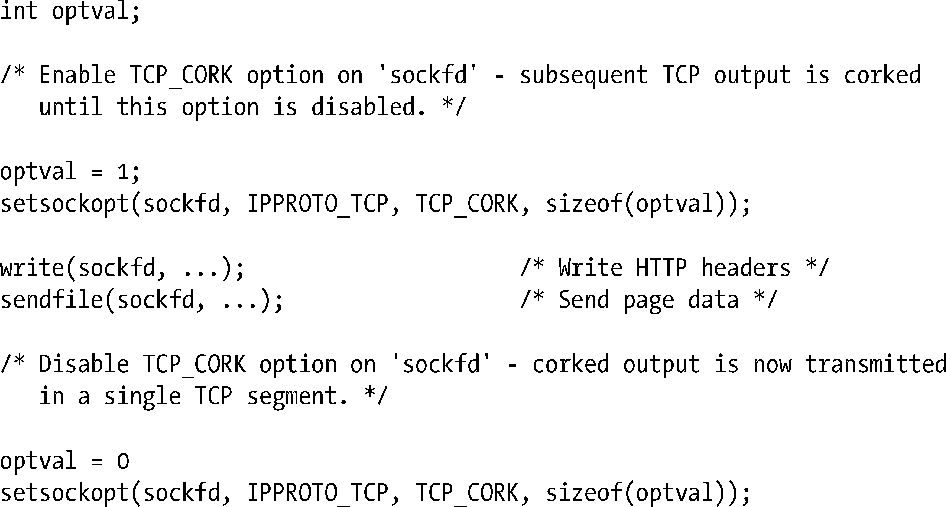 int optval;
/* Enable TCP_CORK option on 'sockfd' - subsequent TCP output is corked
until this option is disabled. */
optval = 1;
setsockopt(sockfd, IPPROTO_TCP, TCP_CORK, sizeof(optval));
write(sockfd, ...); /* Write HTTP headers */
sendfile(sockfd, ...); /* Send page data */
/* Disable TCP_CORK option on 'sockfd' - corked output is now transmitted
in a single TCP segment. */
optval = 0
setsockopt(sockfd, IPPROTO_TCP, TCP_CORK, sizeof(optval));